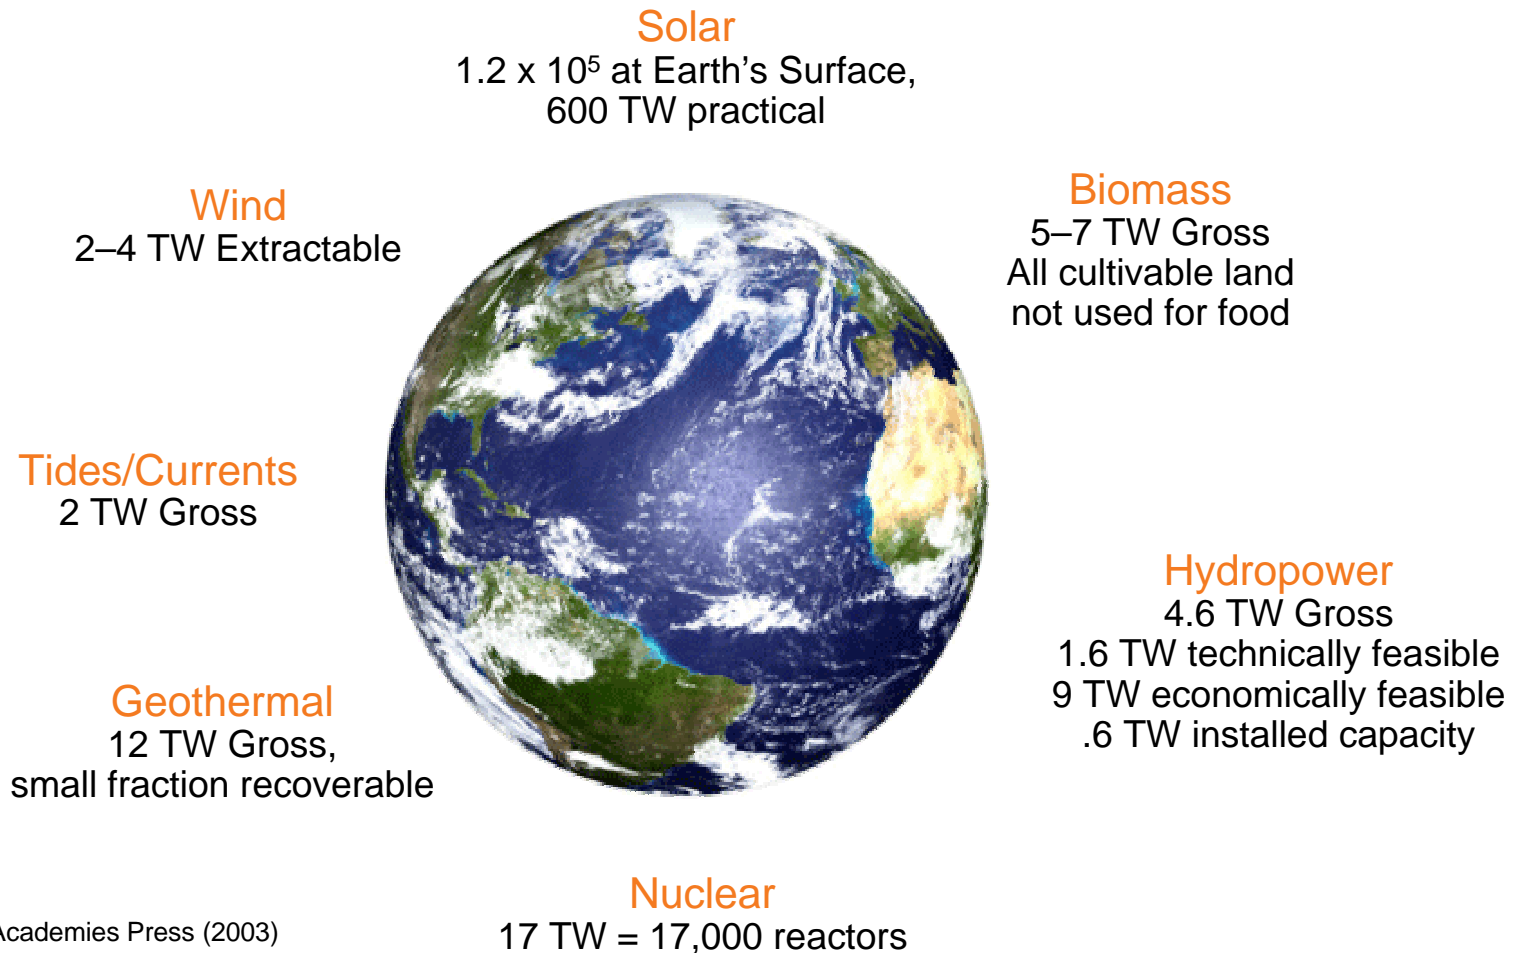 Solar
1.2 x 10⁵ at Earth's Surface,
600 TW practical
Wind
2–4 TW Extractable
Biomass
5–7 TW Gross
All cultivable land
not used for food
Tides/Currents
2 TW Gross
Hydropower
4.6 TW Gross
1.6 TW technically feasible
9 TW economically feasible
.6 TW installed capacity
Geothermal
12 TW Gross,
small fraction recoverable
Nuclear
17 TW = 17,000 reactors
Academies Press (2003)